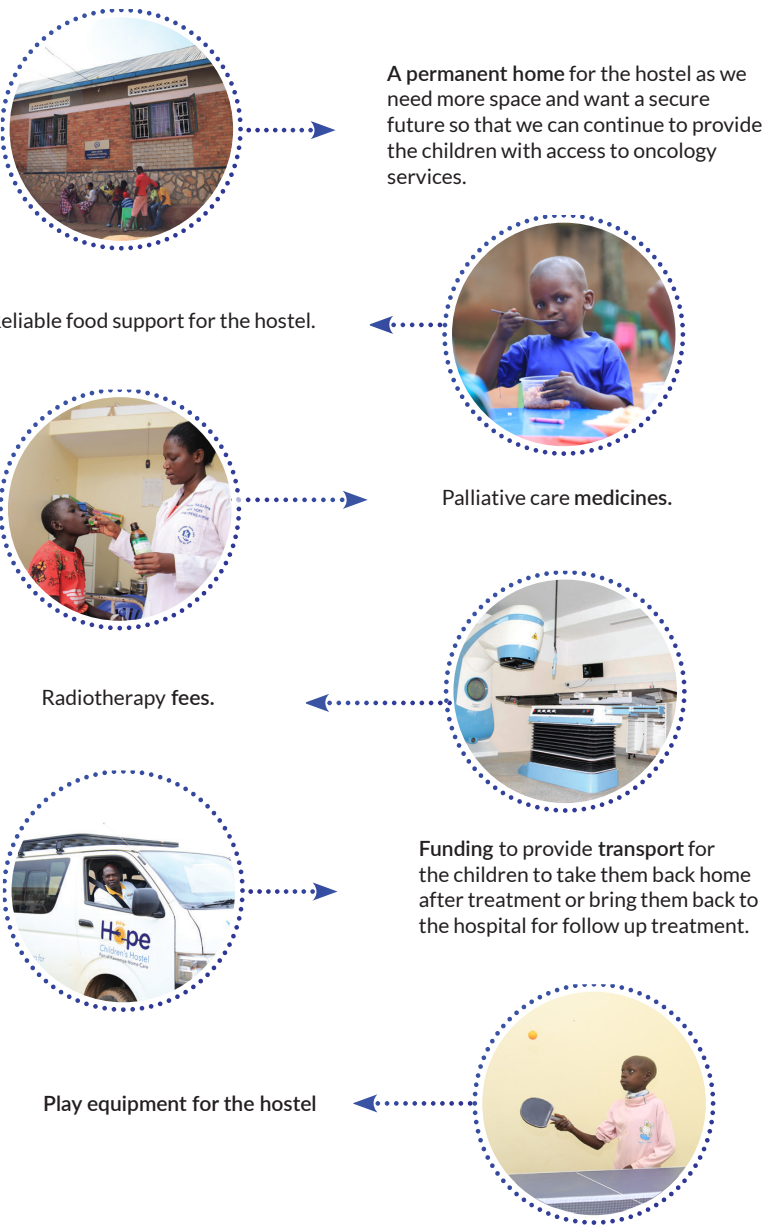 A permanent home for the hostel as we
need more space and want a secure
future so that we can continue to provide
the children with access to oncology
services.
eliable food support for the hostel.
Palliative care medicines.
Radiotherapy fees.
Funding to provide transport for
the children to take them back home
after treatment or bring them back to
the hospital for follow up treatment.
Hope
Children's Hostel
Play equipment for the hostel